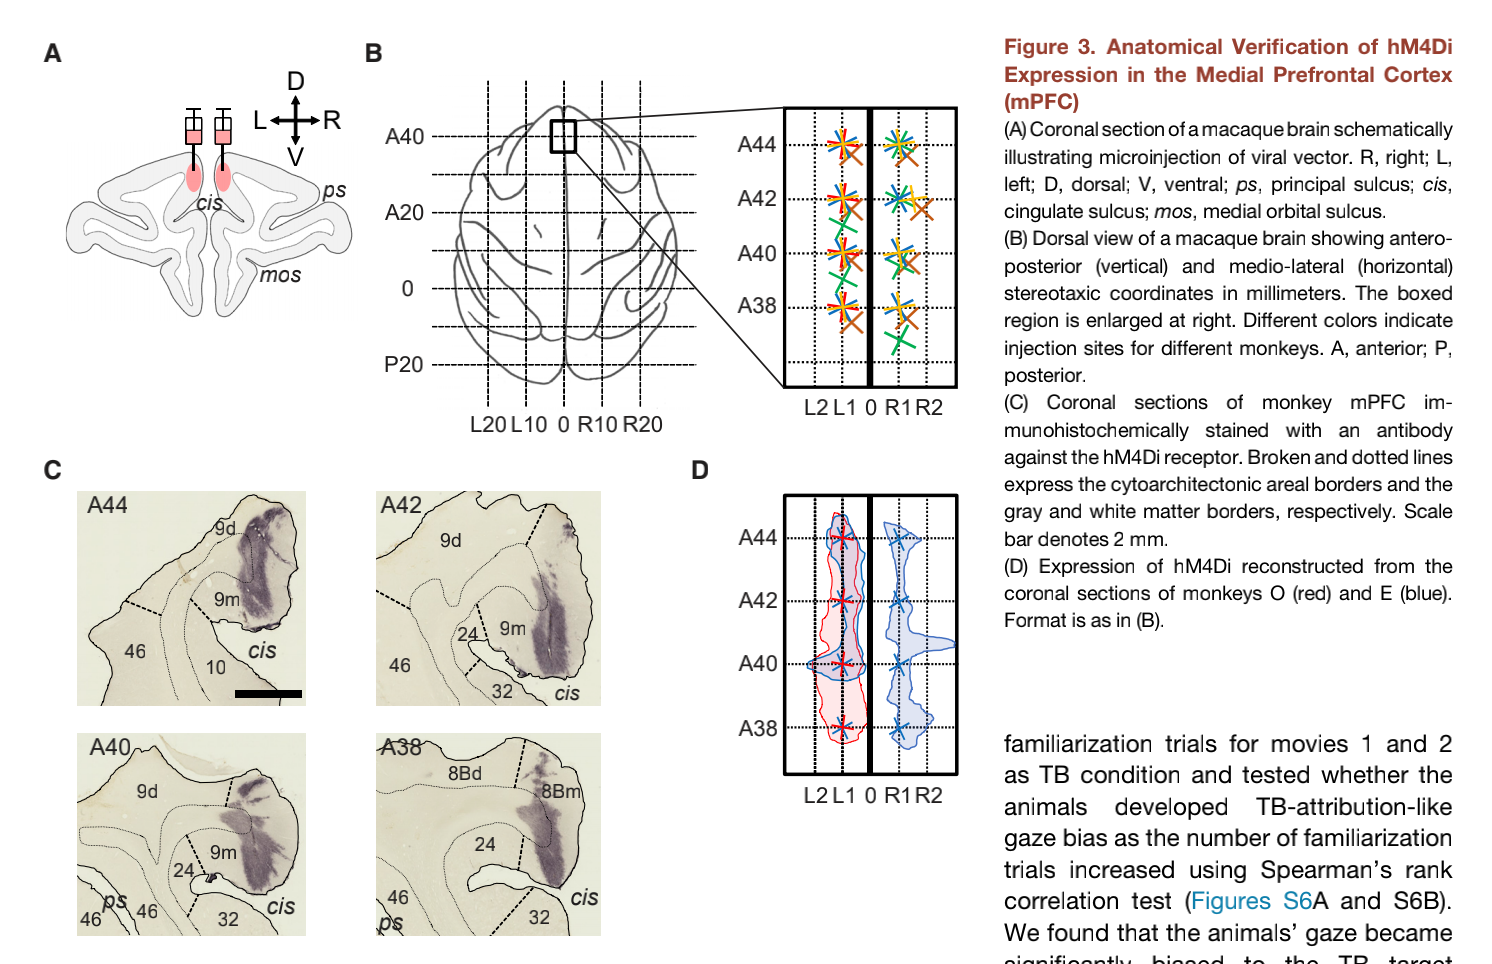 A
D
L
R
V
cis
ps
mos
B
A40
A20
0
P20
L20 L10 0 R10 R20
A44
A42
A40
A38
L2 L1 0 R1 R2
Figure 3. Anatomical Verification of hM4Di
Expression in the Medial Prefrontal Cortex
(mPFC)
(A) Coronal section of a macaque brain schematically
illustrating microinjection of viral vector. R, right; L,
left; D, dorsal; V, ventral; ps, principal sulcus; cis,
cingulate sulcus; mos, medial orbital sulcus.
(B) Dorsal view of a macaque brain showing antero-
posterior (vertical) and medio-lateral (horizontal)
stereotaxic coordinates in millimeters. The boxed
region is enlarged at right. Different colors indicate
injection sites for different monkeys. A, anterior; P,
posterior.
(C) Coronal sections of monkey mPFC im-
munohistochemically stained with an antibody
against the hM4Di receptor. Broken and dotted lines
express the cytoarchitectonic areal borders and the
gray and white matter borders, respectively. Scale
bar denotes 2 mm.
(D) Expression of hM4Di reconstructed from the
coronal sections of monkeys O (red) and E (blue).
Format is as in (B).
C
A44
9d
9m
46
10
cis
A42
9d
24
9m
46
32
cis
A40
9d
9m
24
ps
46
46
32
cis
A38
8Bd
8Bm
24
46
ps
32
cis
D
A44
A42
A40
A38
L2 L1 0 R1 R2
familiarization trials for movies 1 and 2
as TB condition and tested whether the
animals developed TB-attribution-like
gaze bias as the number of familiarization
trials increased using Spearman's rank
correlation test (Figures S6A and S6B).
We found that the animals' gaze became
significantly biased to the TB target